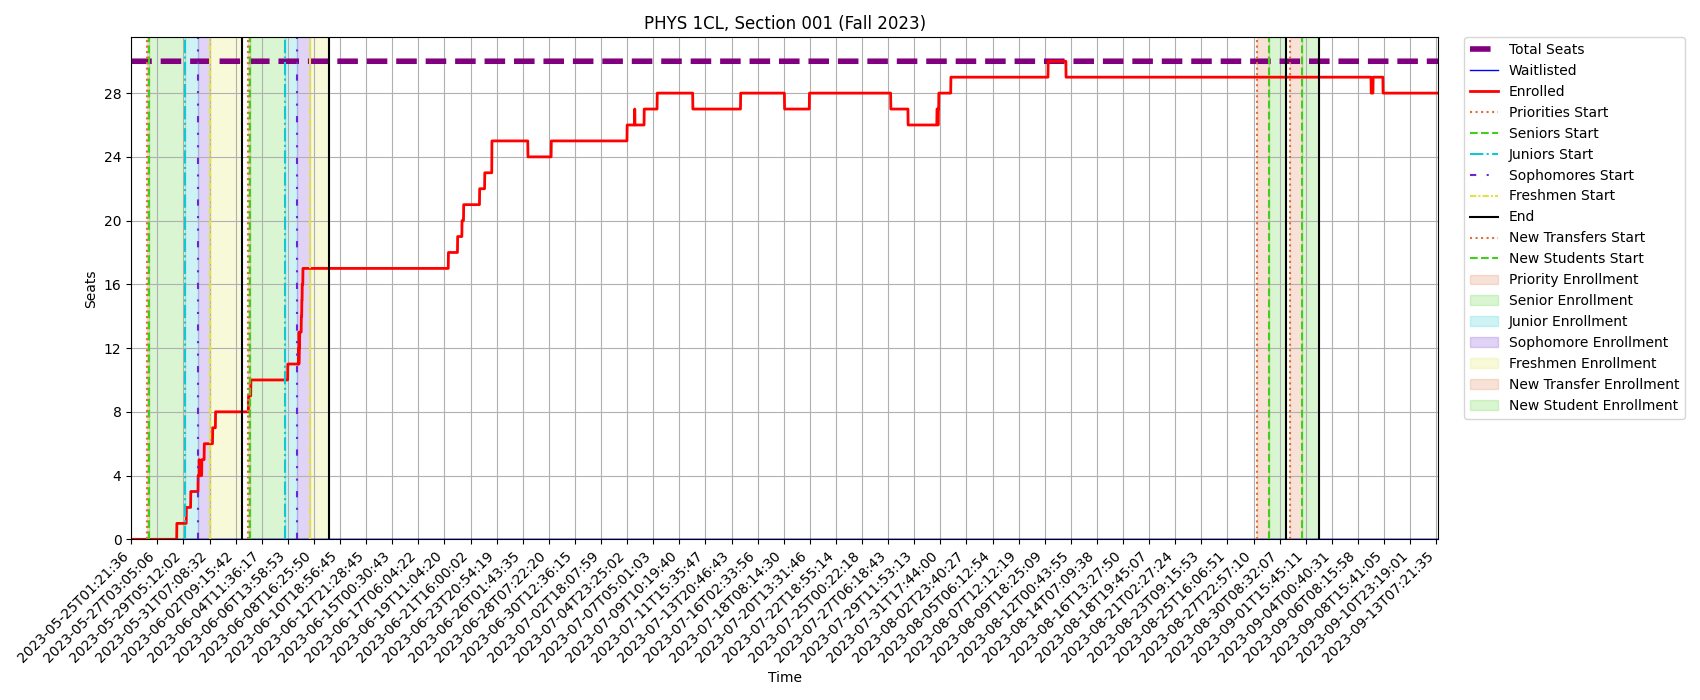 PHYS 1CL, Section 001 (Fall 2023)
Seats
28
24
20
16
12
8
4
0
2023-05-25T01:21:36
2023-05-27T03:05:06
2023-05-29T05:12:02
2023-05-31T07:08:32
2023-06-02T09:15:42
2023-06-04T11:36:17
2023-06-06T13:58:53
2023-06-08T16:25:50
2023-06-10T18:56:45
2023-06-12T21:28:45
2023-06-15T00:30:43
2023-06-17T06:04:22
2023-06-19T11:04:20
2023-06-21T16:00:02
2023-06-23T20:54:19
2023-06-26T01:43:35
2023-06-28T07:22:20
2023-06-30T12:36:15
2023-07-02T18:07:59
2023-07-04T23:25:02
2023-07-07T05:01:03
2023-07-09T10:19:40
2023-07-11T15:35:47
2023-07-13T20:46:43
2023-07-16T02:33:56
2023-07-18T08:14:30
2023-07-20T13:31:46
2023-07-22T18:55:14
2023-07-25T00:22:18
2023-07-27T06:18:43
2023-07-29T11:53:13
2023-07-31T17:44:00
2023-08-02T23:40:27
2023-08-05T06:12:54
2023-08-07T12:12:19
2023-08-09T18:25:09
2023-08-12T00:43:55
2023-08-14T07:09:38
2023-08-16T13:27:50
2023-08-18T19:45:07
2023-08-21T02:27:24
2023-08-23T09:15:53
2023-08-25T16:06:51
2023-08-27T22:57:10
2023-08-30T08:32:07
2023-09-01T15:45:11
2023-09-04T00:40:31
2023-09-06T08:15:58
2023-09-08T15:41:05
2023-09-10T23:19:01
2023-09-13T07:21:35
Time
Total Seats
Waitlisted
Enrolled
Priorities Start
Seniors Start
Juniors Start
Sophomores Start
Freshmen Start
End
New Transfers Start
New Students Start
Priority Enrollment
Senior Enrollment
Junior Enrollment
Sophomore Enrollment
Freshmen Enrollment
New Transfer Enrollment
New Student Enrollment